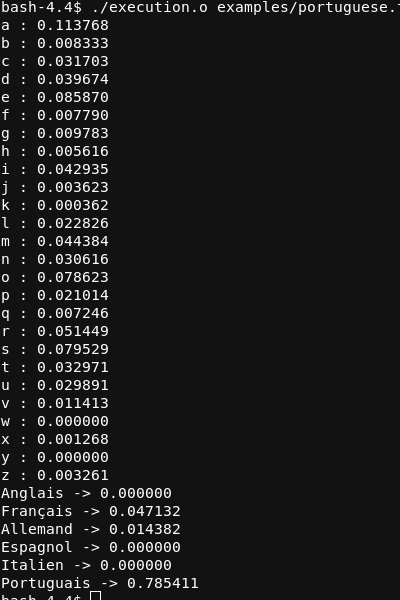 bash-4.4$ ./execution.o examples/portuguese.
a : 0.113768
b : 0.008333
c : 0.031703
d : 0.039674
e : 0.085870
f : 0.007790
g : 0.009783
h : 0.005616
i : 0.042935
j : 0.003623
k : 0.000362
l : 0.022826
m : 0.044384
n : 0.030616
o : 0.078623
p : 0.021014
q : 0.007246
r : 0.051449
s : 0.079529
t : 0.032971
u : 0.029891
v : 0.011413
w : 0.000000
x : 0.001268
y : 0.000000
z : 0.003261
Anglais -> 0.000000
Français -> 0.047132
Allemand -> 0.014382
Espagnol -> 0.000000
Italien -> 0.000000
Portuguais -> 0.785411
bash-4.4$